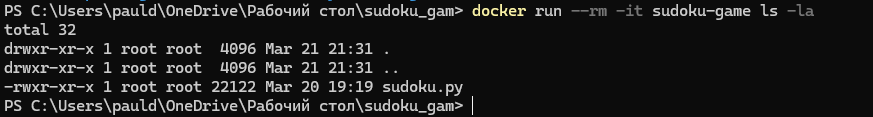 PS C:\Users\pauld\OneDrive\Рабочий стол\sudoku_gam> docker run --rm -it sudoku-game ls -la
total 32
drwxr-xr-x 1 root root  4096 Mar 21 21:31 .
drwxr-xr-x 1 root root  4096 Mar 21 21:31 ..
-rwxr-xr-x 1 root root 22122 Mar 20 19:19 sudoku.py
PS C:\Users\pauld\OneDrive\Рабочий стол\sudoku_gam>